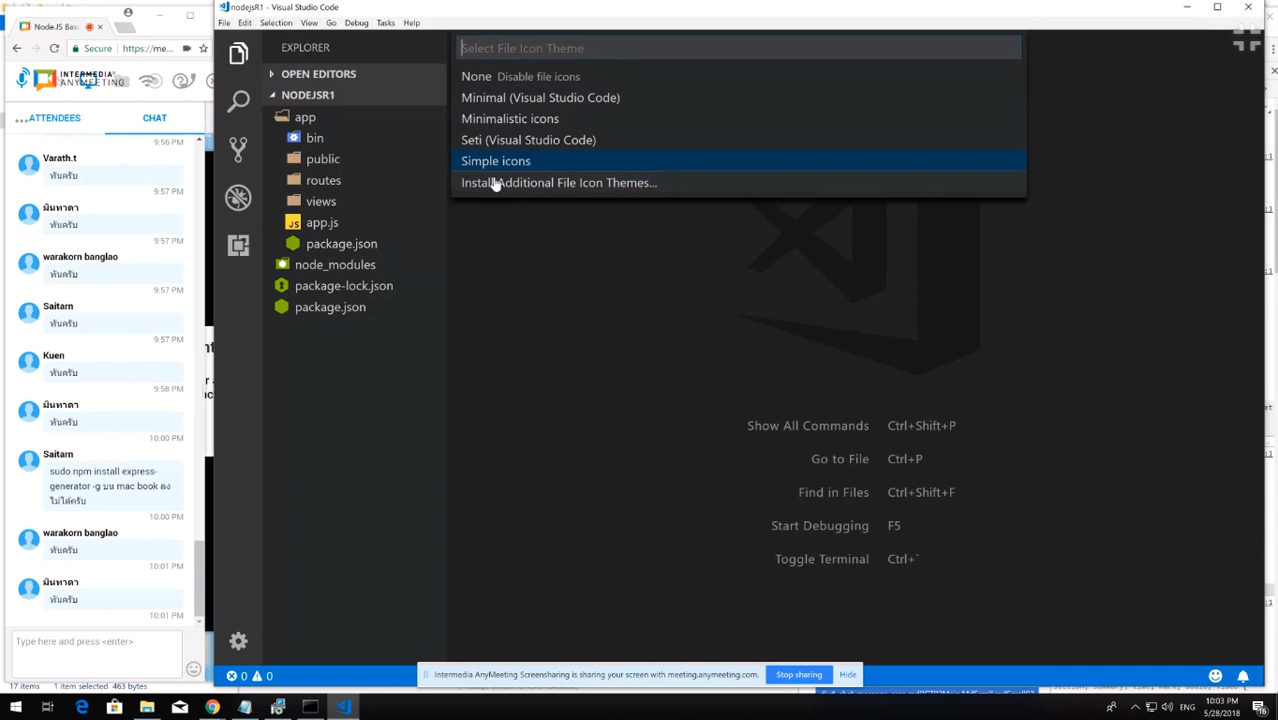 nodejsR1 - Visual Studio Code
File Edit Selection View Go Debug Tasks Help
NodeJS Bas
Secure https://me
INTERMEDIA
ANYMEETING
ATTENDEES CHAT
9:56 PM
Varath.t
ทันครับ
9:57 PM
มินทาดา
ทันครับ
9:57 PM
warakorn banglao
ทันครับ
9:57 PM
Saitarn
ทันครับ
9:57 PM
Kuen
ทันครับ
9:58 PM
มินทาดา
ทันครับ
10:00 PM
Saitarn
sudo npm install express-
generator -g บน mac book ลง
ไม่ได้ครับ
10:00 PM
warakorn banglao
ทันครับ
10:01 PM
มินทาดา
ทันครับ
10:01 PM
Type here and press <enter>
17 items 1 item selected 463 bytes
EXPLORER
OPEN EDITORS
NODEJSR1
app
bin
public
routes
views
JS app.js
package.json
node_modules
package-lock.json
package.json
Select File Icon Theme
None Disable file icons
Minimal (Visual Studio Code)
Minimalistic icons
Seti (Visual Studio Code)
Simple icons
Install Additional File Icon Themes...
Show All Commands Ctrl+Shift+P
Go to File Ctrl+P
Find in Files Ctrl+Shift+F
Start Debugging F5
Toggle Terminal Ctrl+`
0 0
Intermedia AnyMeeting Screensharing is sharing your screen with meeting.anymeeting.com. Stop sharing Hide
ENG
10:03 PM
5/28/2018
16